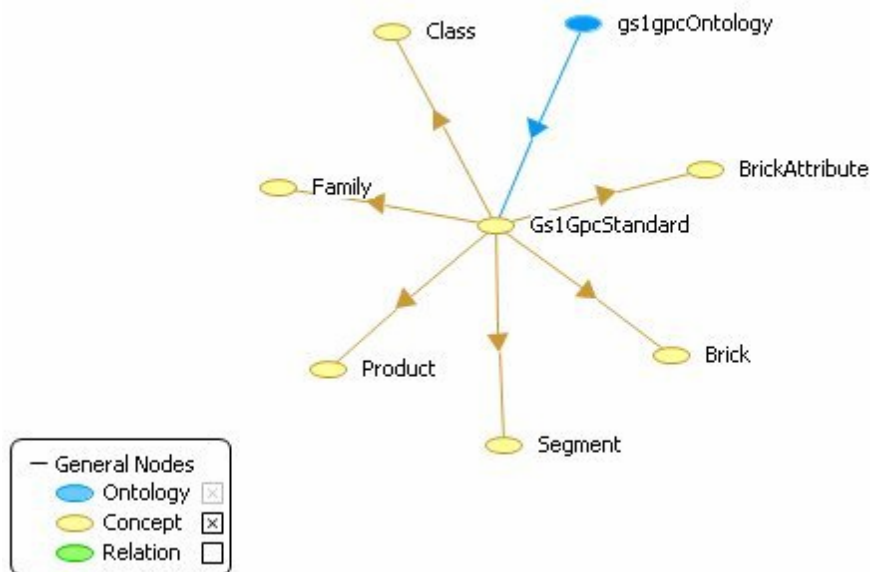 Class
gs1gpcOntology
Family
BrickAttribute
Gs1GpcStandard
Product
Brick
Segment
General Nodes
Ontology
Concept
Relation